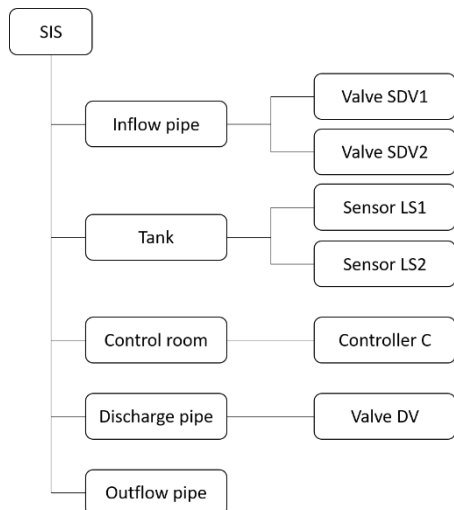 SIS
Inflow pipe
Valve SDV1
Valve SDV2
Tank
Sensor LS1
Sensor LS2
Control room
Controller C
Discharge pipe
Valve DV
Outflow pipe